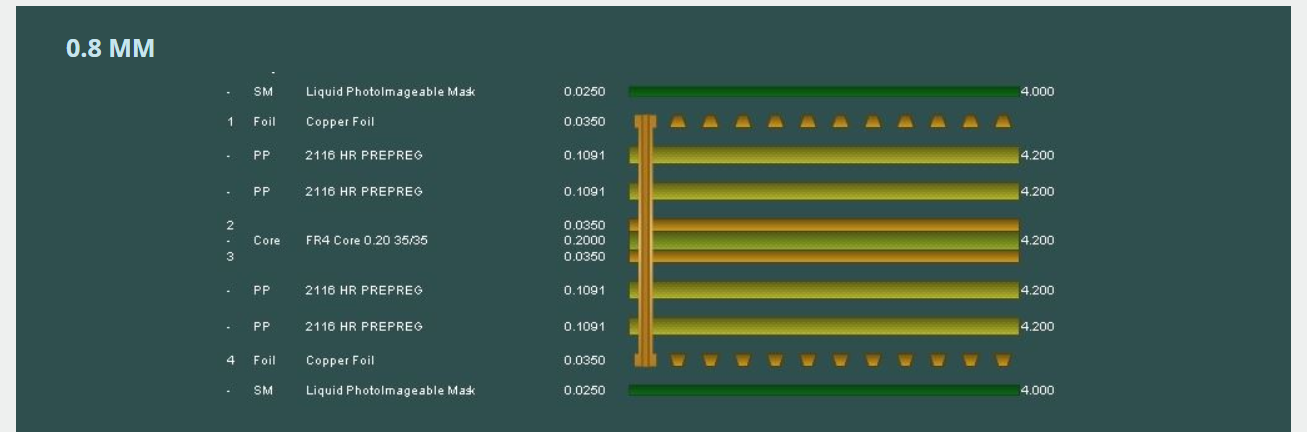 0.8 MM
-
- SM Liquid PhotoImageable Mask 0.0250 4.000
1 Foil Copper Foil 0.0350
- PP 2116 HR PREPREG 0.1091 4.200
- PP 2116 HR PREPREG 0.1091 4.200
2 0.0350
- Core FR4 Core 0.20 35/35 0.2000 4.200
3 0.0350
- PP 2116 HR PREPREG 0.1091 4.200
- PP 2116 HR PREPREG 0.1091 4.200
4 Foil Copper Foil 0.0350
- SM Liquid PhotoImageable Mask 0.0250 4.000